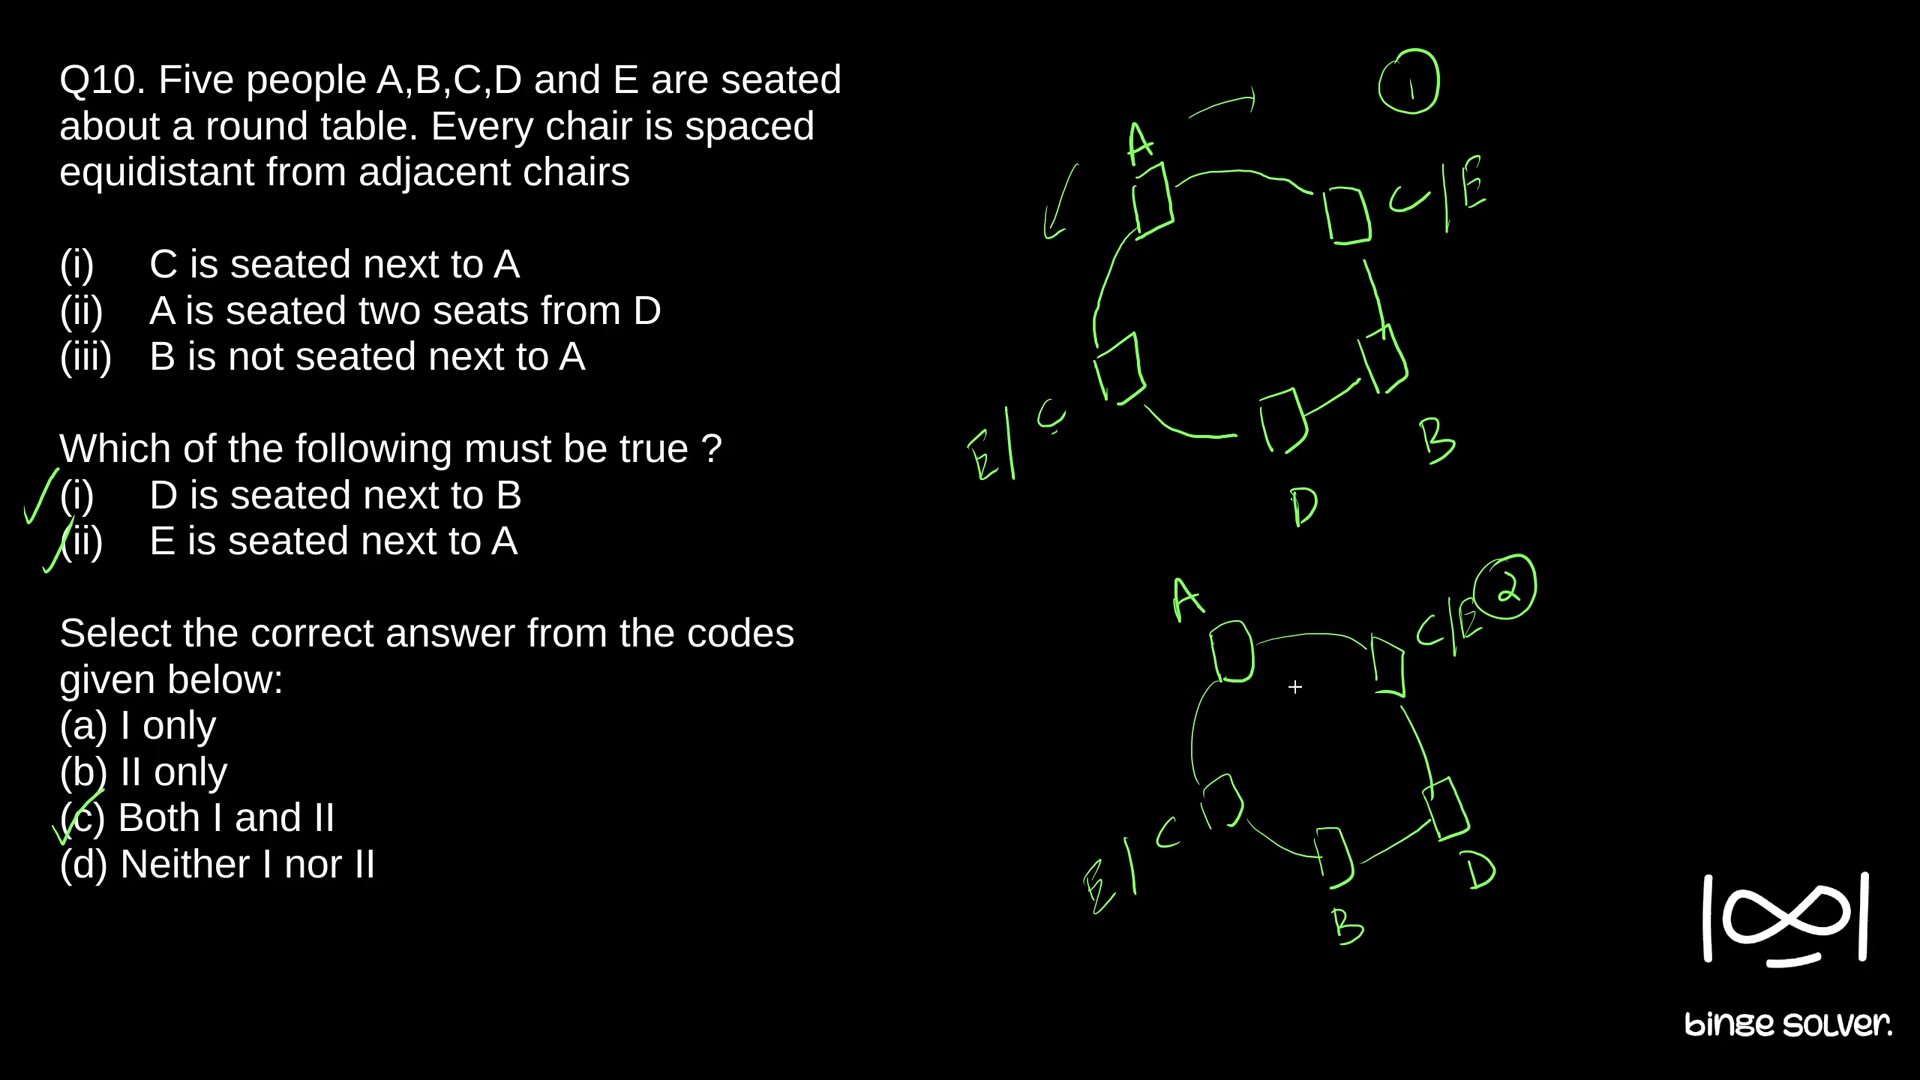 Q10. Five people A,B,C,D and E are seated
about a round table. Every chair is spaced
equidistant from adjacent chairs
(i) C is seated next to A
(ii) A is seated two seats from D
(iii) B is not seated next to A
Which of the following must be true ?
(i) D is seated next to B
(ii) E is seated next to A
Select the correct answer from the codes
given below:
(a) I only
(b) II only
(c) Both I and II
(d) Neither I nor II
1
A
C/E
E/C
B
D
2
A
C/E
E/C
D
B
binge solver.